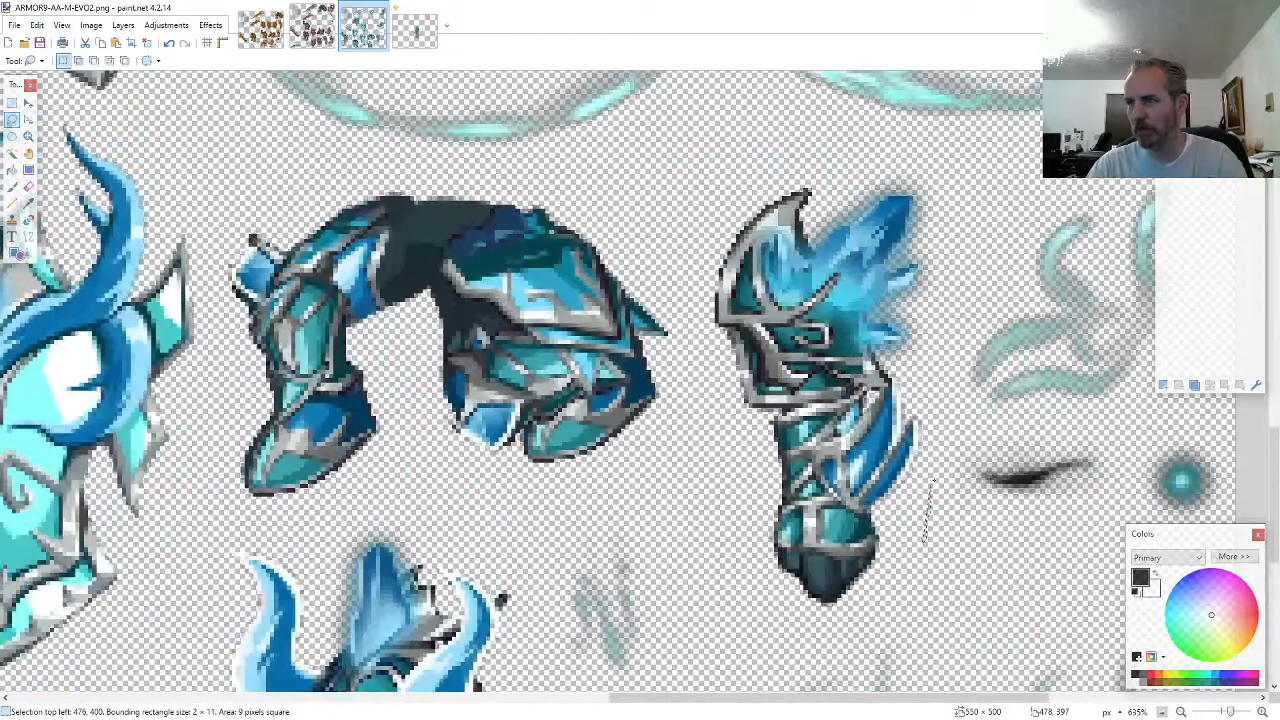 ARMOR9-AA-M-EVO2.png - paint.net 4.2.14
File Edit View Image Layers Adjustments Effects
Tool:
To...
T
Colors
Primary
More >>
Selection top left: 476, 400. Bounding rectangle size: 2 × 11. Area: 9 pixels square
550 × 500
478, 397
px
635%